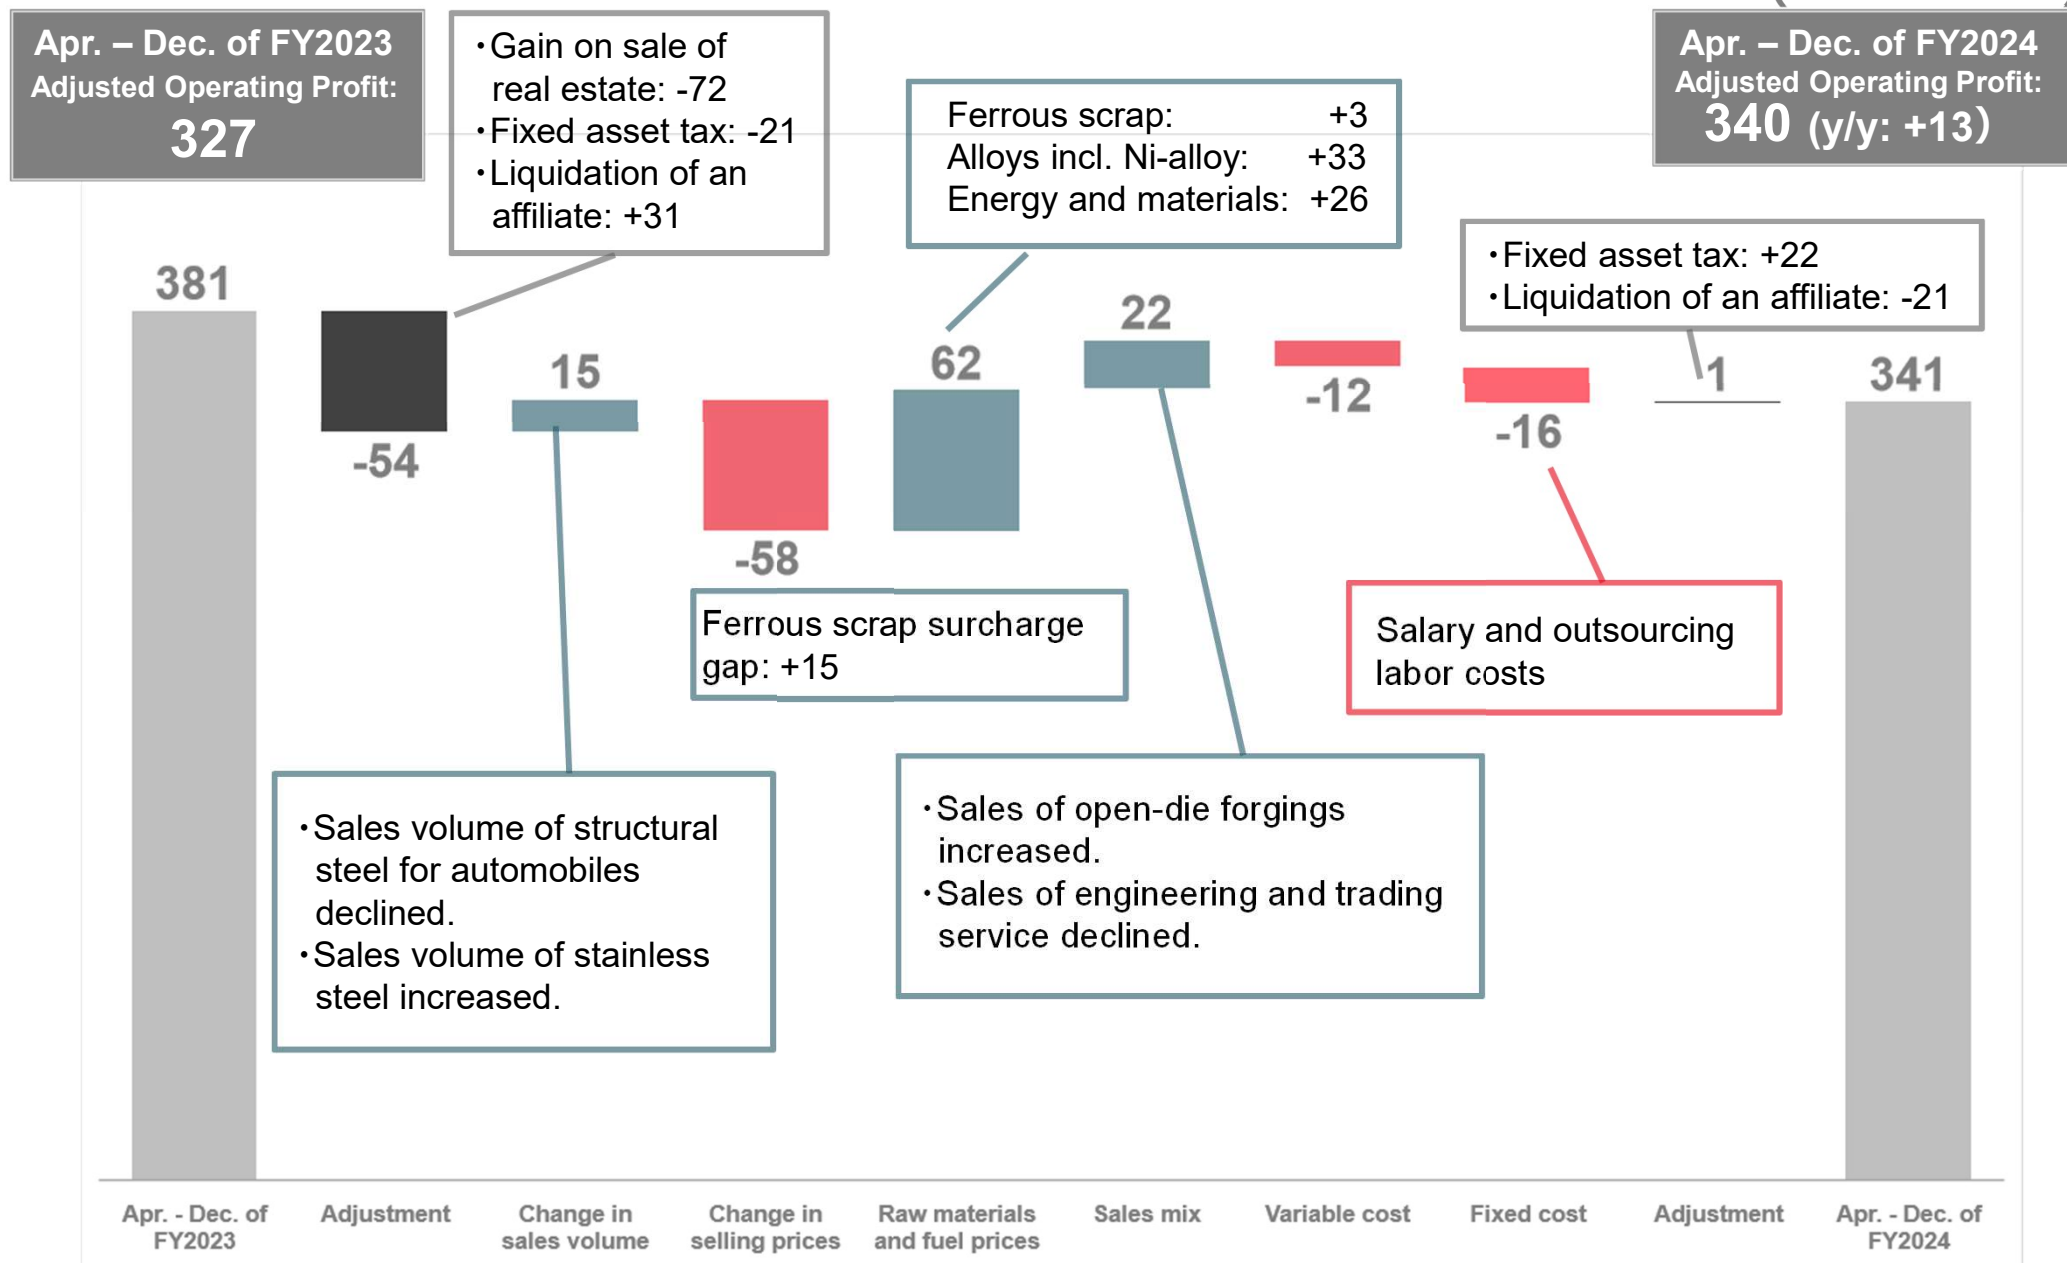 Apr. – Dec. of FY2023
Adjusted Operating Profit:
327
・Gain on sale of
real estate: -72
・Fixed asset tax: -21
・Liquidation of an
affiliate: +31
Ferrous scrap: +3
Alloys incl. Ni-alloy: +33
Energy and materials: +26
Apr. – Dec. of FY2024
Adjusted Operating Profit:
340 (y/y: +13)
・Fixed asset tax: +22
・Liquidation of an affiliate: -21
381
-54
15
-58
62
22
-12
-16
1
341
Ferrous scrap surcharge
gap: +15
Salary and outsourcing
labor costs
・Sales volume of structural
steel for automobiles
declined.
・Sales volume of stainless
steel increased.
・Sales of open-die forgings
increased.
・Sales of engineering and trading
service declined.
Apr. - Dec. of
FY2023
Adjustment
Change in
sales volume
Change in
selling prices
Raw materials
and fuel prices
Sales mix
Variable cost
Fixed cost
Adjustment
Apr. - Dec. of
FY2024